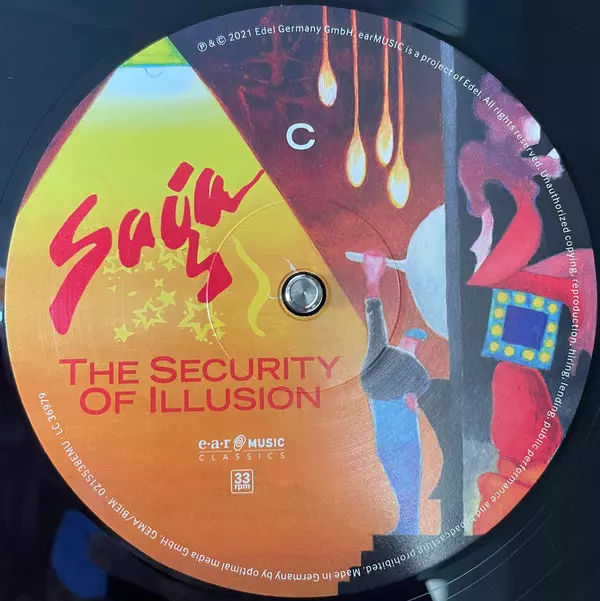 ℗ & © 2021 Edel Germany GmbH, earMUSIC is a project of Edel. All rights reserved. Unauthorized copying, reproduction, hiring, lending, public performance and broadcasting prohibited. Made in Germany by optimal media GmbH. GEMA/BIEM · 0215538EMU · LC 36979
C
Saga
THE SECURITY
OF ILLUSION
e·a·r MUSIC
CLASSICS
33
rpm